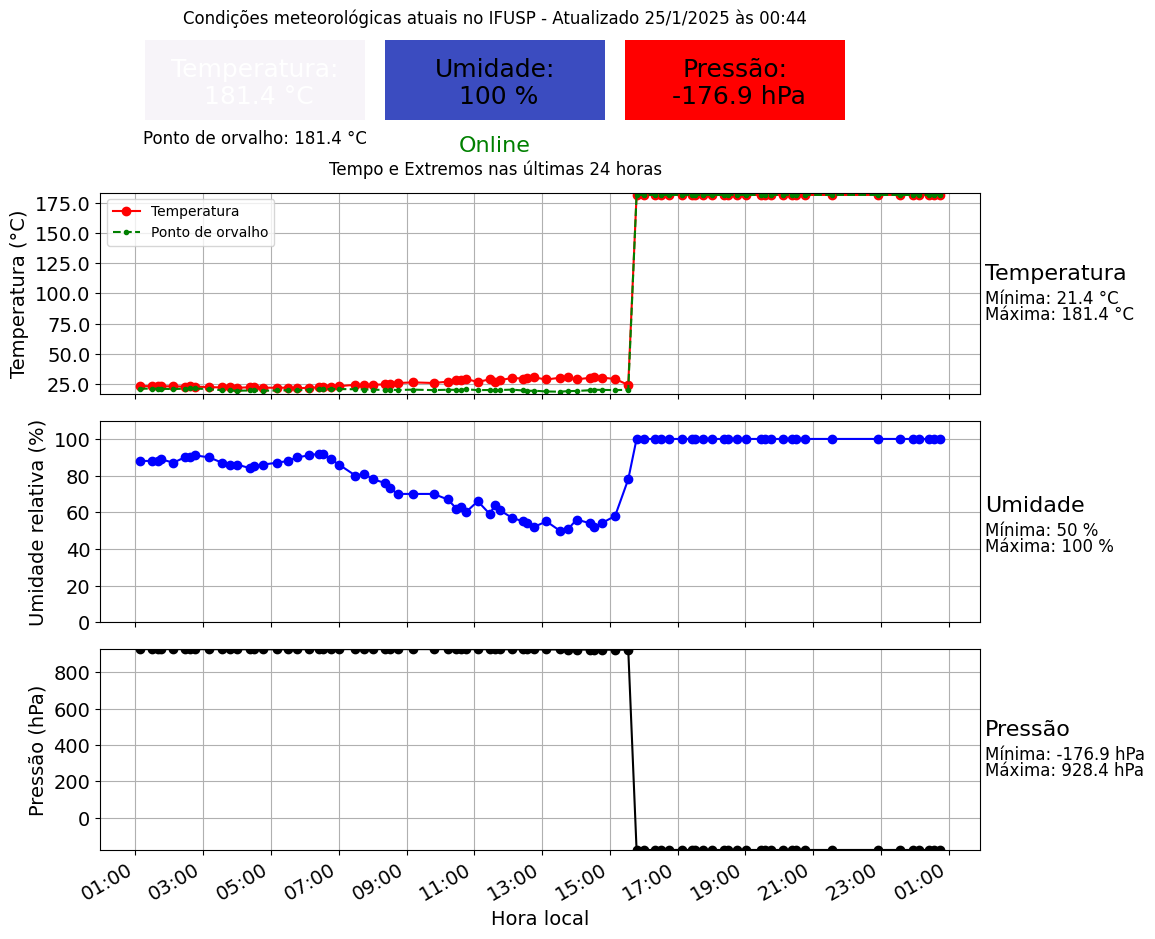 Condições meteorológicas atuais no IFUSP - Atualizado 25/1/2025 às 00:44
Temperatura:
181.4 °C
Umidade:
100 %
Pressão:
-176.9 hPa
Ponto de orvalho: 181.4 °C
Online
Tempo e Extremos nas últimas 24 horas
Temperatura (°C)
175.0
150.0
125.0
100.0
75.0
50.0
25.0
Temperatura
Ponto de orvalho
Temperatura
Mínima: 21.4 °C
Máxima: 181.4 °C
Umidade relativa (%)
100
80
60
40
20
0
Umidade
Mínima: 50 %
Máxima: 100 %
Pressão (hPa)
800
600
400
200
0
Pressão
Mínima: -176.9 hPa
Máxima: 928.4 hPa
01:00 03:00 05:00 07:00 09:00 11:00 13:00 15:00 17:00 19:00 21:00 23:00 01:00
Hora local